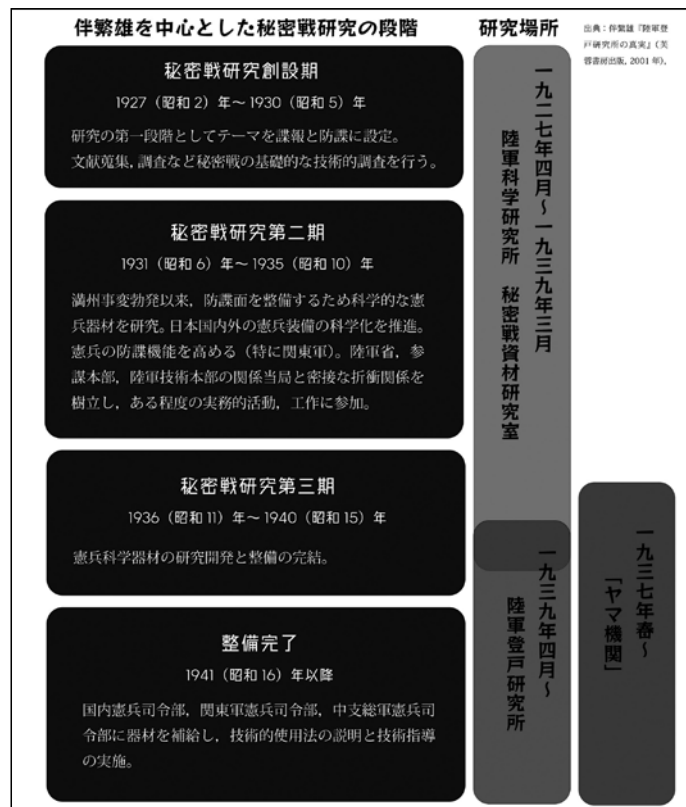 伴繁雄を中心とした秘密戦研究の段階
研究場所
出典：伴繁雄『陸軍登
戸研究所の真実』（芙
蓉書房出版, 2001 年）.
秘密戦研究創設期
1927（昭和 2）年～ 1930（昭和 5）年
研究の第一段階としてテーマを諜報と防諜に設定。
文献蒐集, 調査など秘密戦の基礎的な技術的調査を行う。
秘密戦研究第二期
1931（昭和 6）年～ 1935（昭和 10）年
満州事変勃発以来，防諜面を整備するため科学的な憲
兵器材を研究。日本国内外の憲兵装備の科学化を推進。
憲兵の防諜機能を高める（特に関東軍）。陸軍省，参
謀本部，陸軍技術本部の関係当局と密接な折衝関係を
樹立し，ある程度の実務的活動，工作に参加。
秘密戦研究第三期
1936（昭和 11）年～ 1940（昭和 15）年
憲兵科学器材の研究開発と整備の完結。
整備完了
1941（昭和 16）年以降
国内憲兵司令部，関東軍憲兵司令部，中支総軍憲兵司
令部に器材を補給し，技術的使用法の説明と技術指導
の実施。
一九二七年四月～一九三九年三月
陸軍科学研究所　秘密戦資材研究室
一九三九年四月～
陸軍登戸研究所
一九三七年春～
「ヤマ機関」